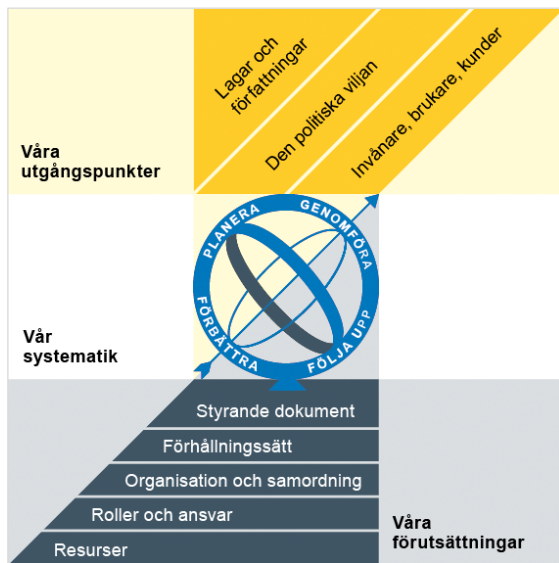 Lagar och
författningar
Den politiska viljan
Invånare, brukare, kunder
Våra
utgångspunkter
PLANERA
GENOMFÖRA
FÖRBÄTTRA
FÖLJA UPP
Vår
systematik
Styrande dokument
Förhållningssätt
Organisation och samordning
Roller och ansvar
Resurser
Våra
förutsättningar